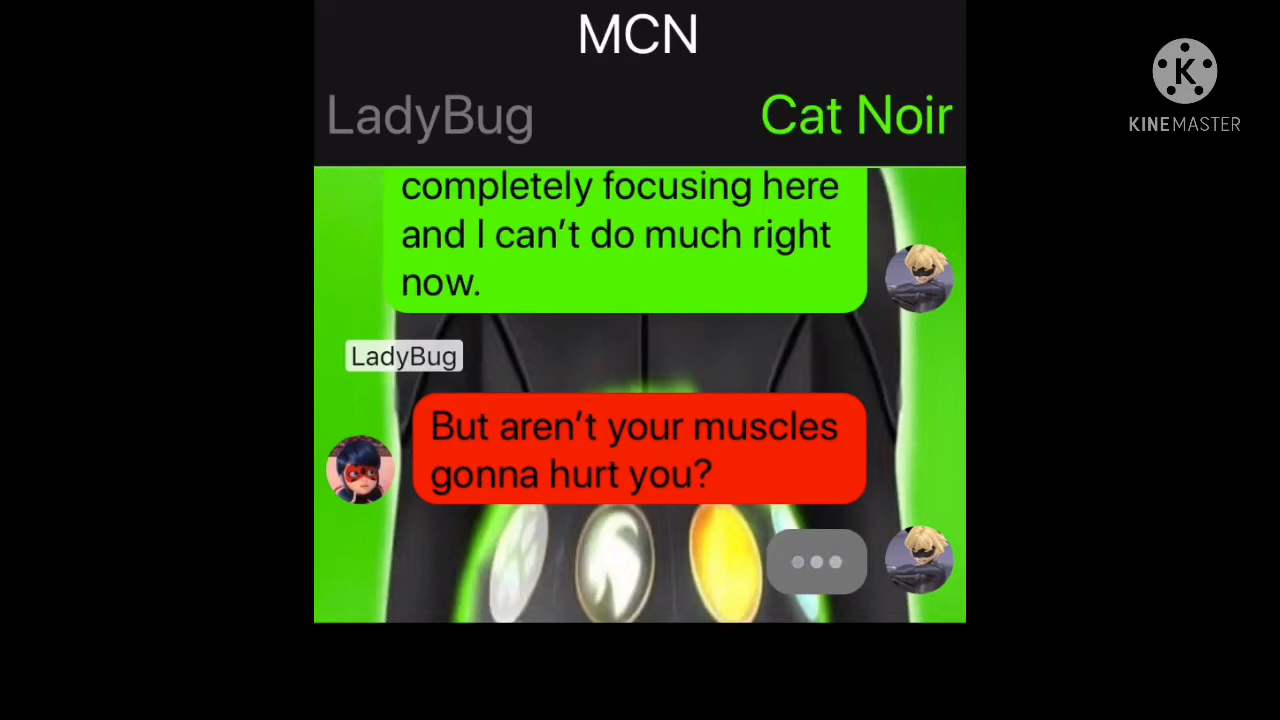 MCN
LadyBug
Cat Noir
completely focusing here
and I can’t do much right
now.
LadyBug
But aren’t your muscles
gonna hurt you?
K
KINEMASTER